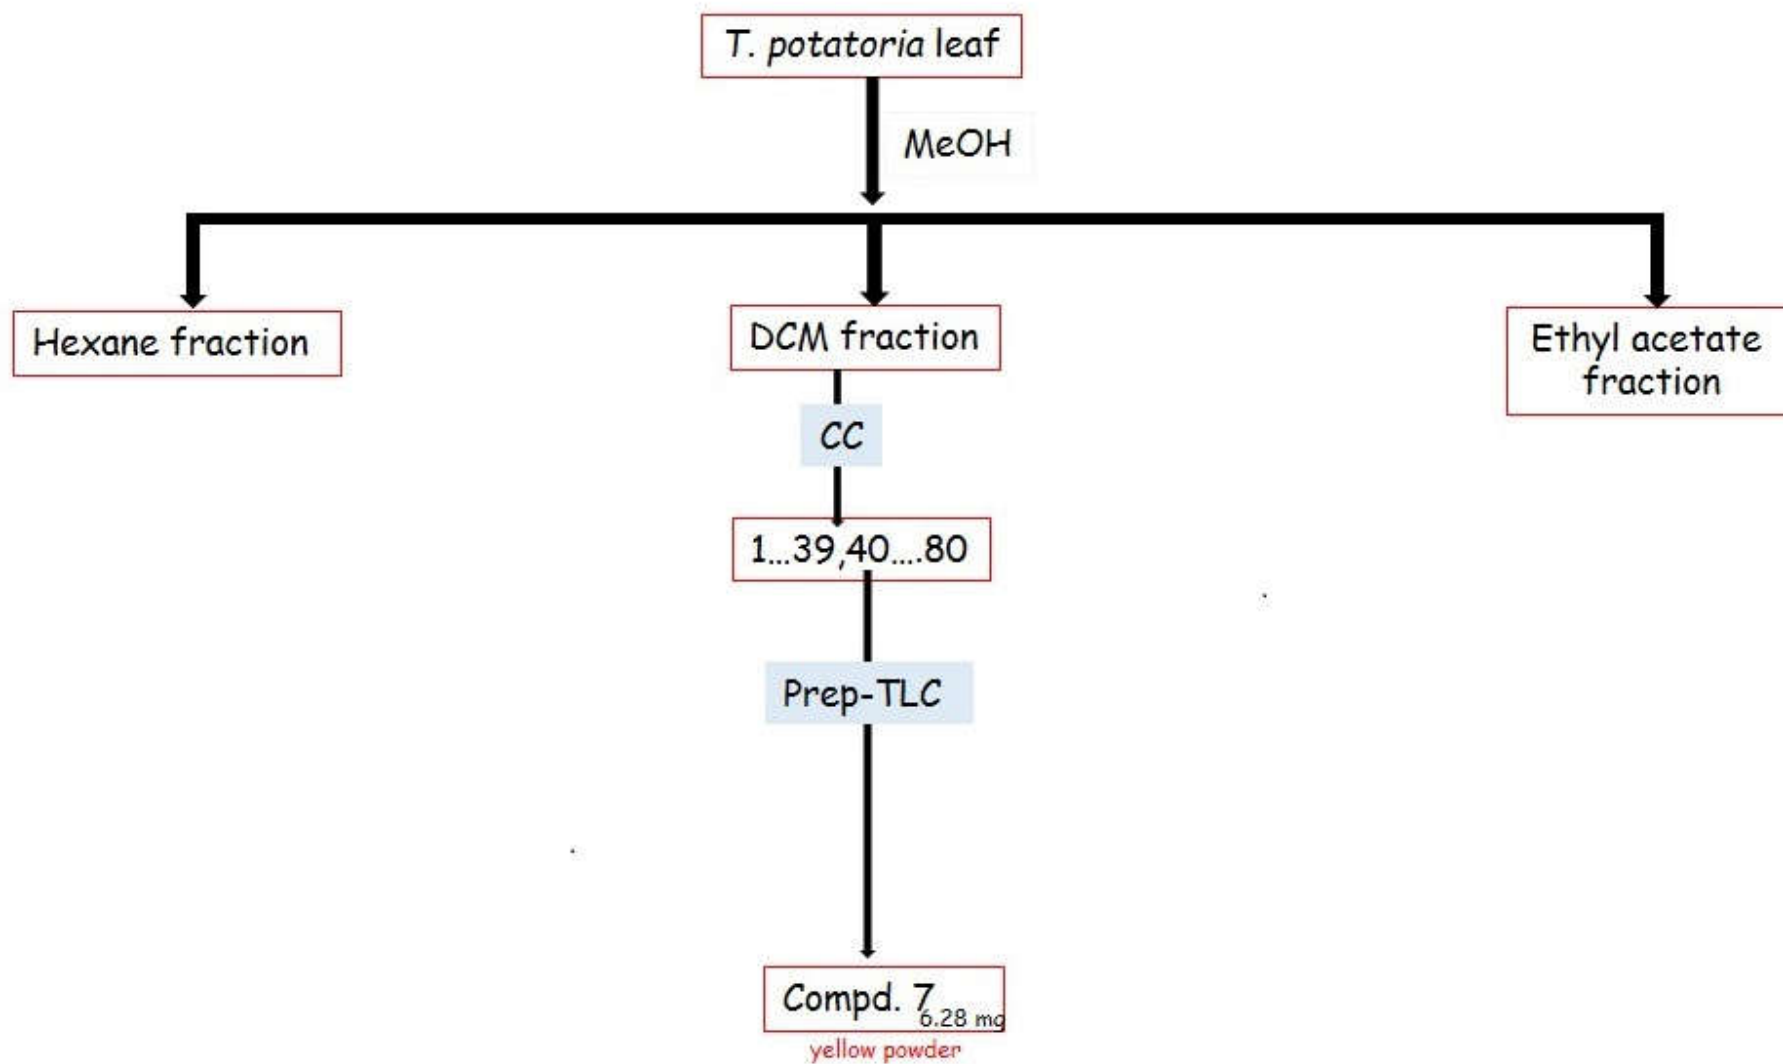 T. potatoria leaf
MeOH
Hexane fraction
DCM fraction
Ethyl acetate
fraction
CC
1...39,40....80
Prep-TLC
Compd. 7
6.28 mg
yellow powder